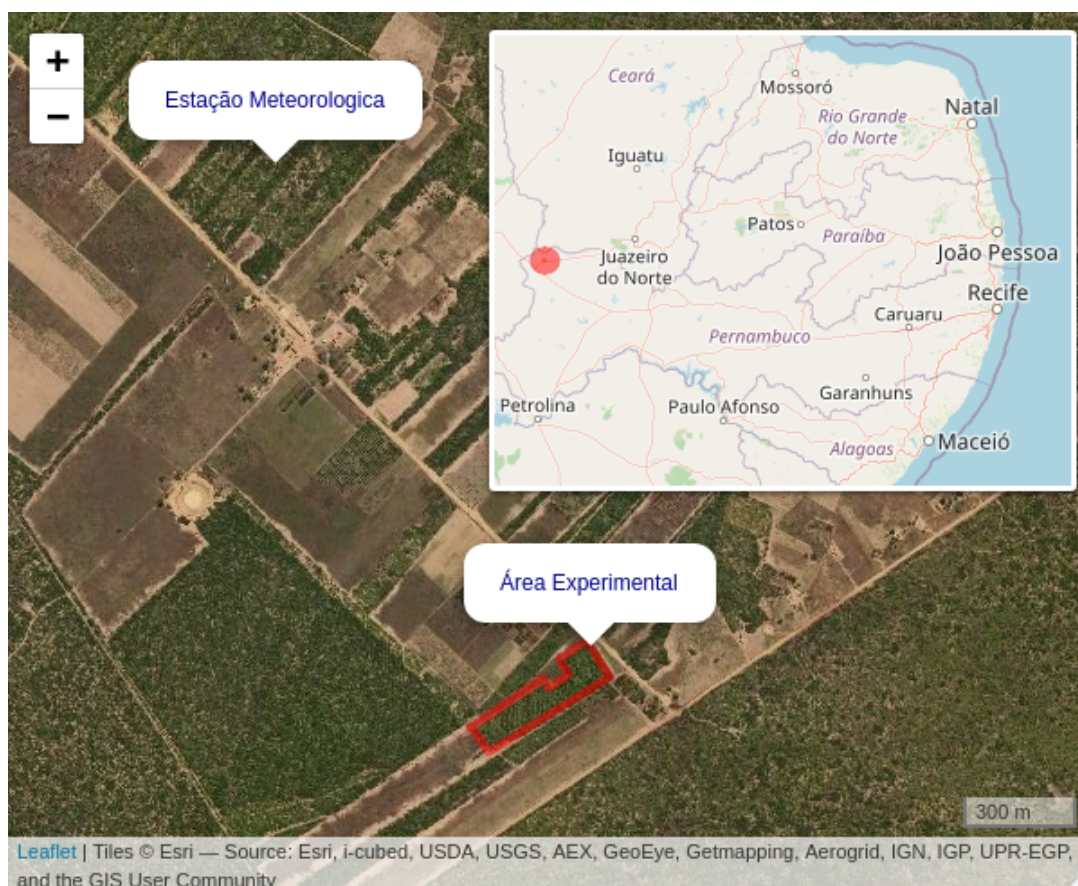 +
−
Estação Meteorologica
Ceará
Mossoró
Natal
Rio Grande
do Norte
Iguatu
Patos
Paraíba
Juazeiro
do Norte
João Pessoa
Recife
Caruaru
Pernambuco
Petrolina
Paulo Afonso
Garanhuns
Alagoas
Maceió
Área Experimental
300 m
Leaflet | Tiles © Esri — Source: Esri, i-cubed, USDA, USGS, AEX, GeoEye, Getmapping, Aerogrid, IGN, IGP, UPR-EGP,
and the GIS User Community